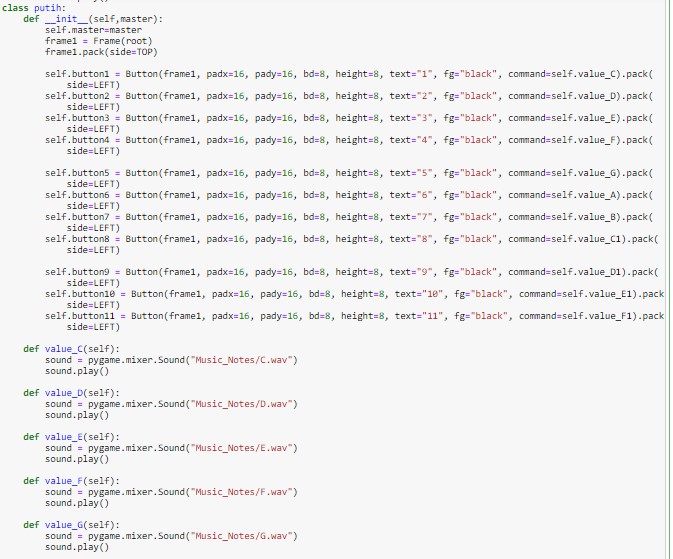 class putih:
    def __init__(self,master):
        self.master=master
        frame1 = Frame(root)
        frame1.pack(side=TOP)

        self.button1 = Button(frame1, padx=16, pady=16, bd=8, height=8, text="1", fg="black", command=self.value_C).pack(
            side=LEFT)
        self.button2 = Button(frame1, padx=16, pady=16, bd=8, height=8, text="2", fg="black", command=self.value_D).pack(
            side=LEFT)
        self.button3 = Button(frame1, padx=16, pady=16, bd=8, height=8, text="3", fg="black", command=self.value_E).pack(
            side=LEFT)
        self.button4 = Button(frame1, padx=16, pady=16, bd=8, height=8, text="4", fg="black", command=self.value_F).pack(
            side=LEFT)

        self.button5 = Button(frame1, padx=16, pady=16, bd=8, height=8, text="5", fg="black", command=self.value_G).pack(
            side=LEFT)
        self.button6 = Button(frame1, padx=16, pady=16, bd=8, height=8, text="6", fg="black", command=self.value_A).pack(
            side=LEFT)
        self.button7 = Button(frame1, padx=16, pady=16, bd=8, height=8, text="7", fg="black", command=self.value_B).pack(
            side=LEFT)
        self.button8 = Button(frame1, padx=16, pady=16, bd=8, height=8, text="8", fg="black", command=self.value_C1).pack(
            side=LEFT)

        self.button9 = Button(frame1, padx=16, pady=16, bd=8, height=8, text="9", fg="black", command=self.value_D1).pack(
            side=LEFT)
        self.button10 = Button(frame1, padx=16, pady=16, bd=8, height=8, text="10", fg="black", command=self.value_E1).pack
            side=LEFT)
        self.button11 = Button(frame1, padx=16, pady=16, bd=8, height=8, text="11", fg="black", command=self.value_F1).pack
            side=LEFT)

    def value_C(self):
        sound = pygame.mixer.Sound("Music_Notes/C.wav")
        sound.play()

    def value_D(self):
        sound = pygame.mixer.Sound("Music_Notes/D.wav")
        sound.play()

    def value_E(self):
        sound = pygame.mixer.Sound("Music_Notes/E.wav")
        sound.play()

    def value_F(self):
        sound = pygame.mixer.Sound("Music_Notes/F.wav")
        sound.play()

    def value_G(self):
        sound = pygame.mixer.Sound("Music_Notes/G.wav")
        sound.play()